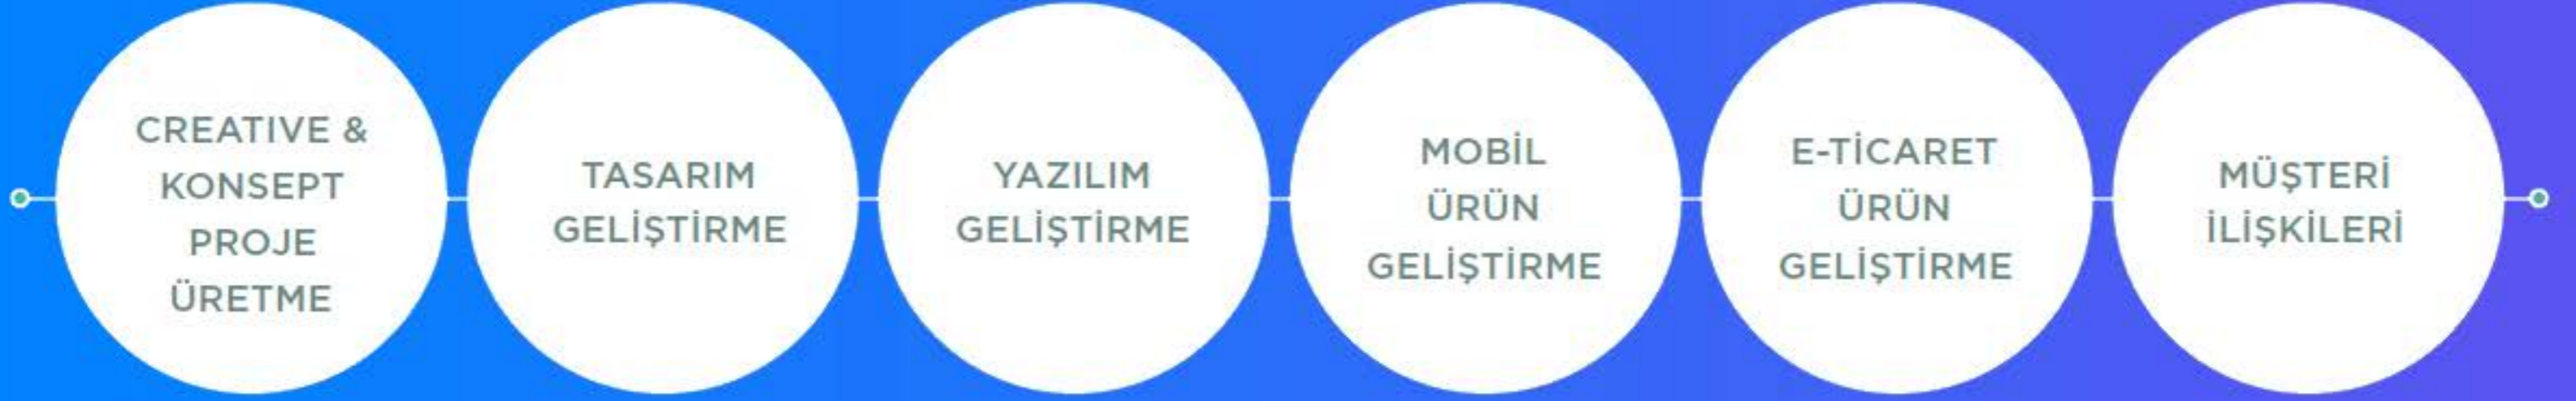 CREATIVE &
KONSEPT
PROJE
ÜRETME
TASARIM
GELİŞTİRME
YAZILIM
GELİŞTİRME
MOBİL
ÜRÜN
GELİŞTİRME
E-TİCARET
ÜRÜN
GELİŞTİRME
MÜŞTERİ
İLİŞKİLERİ